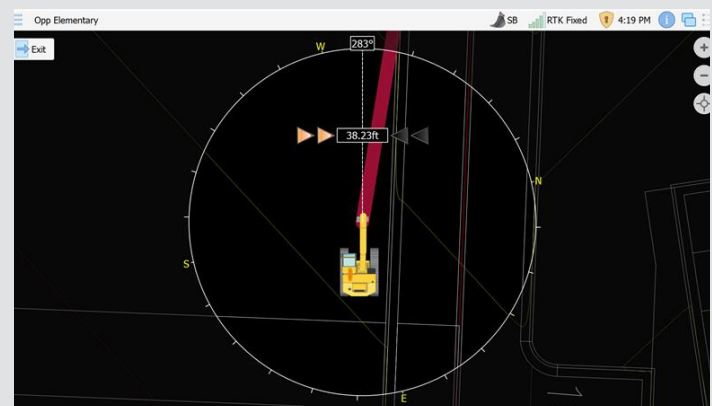 Opp Elementary
SB
RTK Fixed
4:19 PM
Exit
W
283°
38.23ft
N
S
E